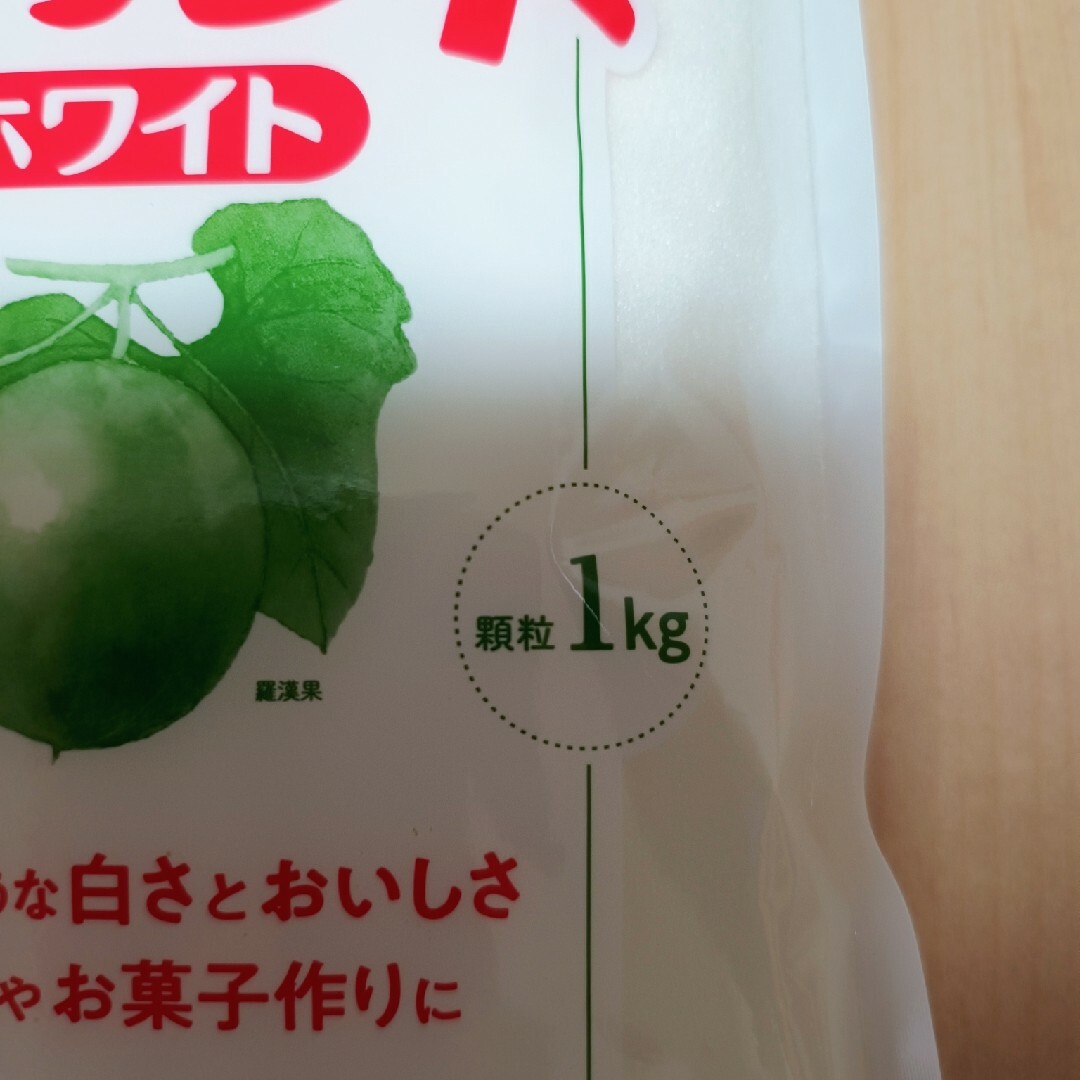 ホワイト
顆粒 1kg
羅漢果
うな白さとおいしさ
やお菓子作りに